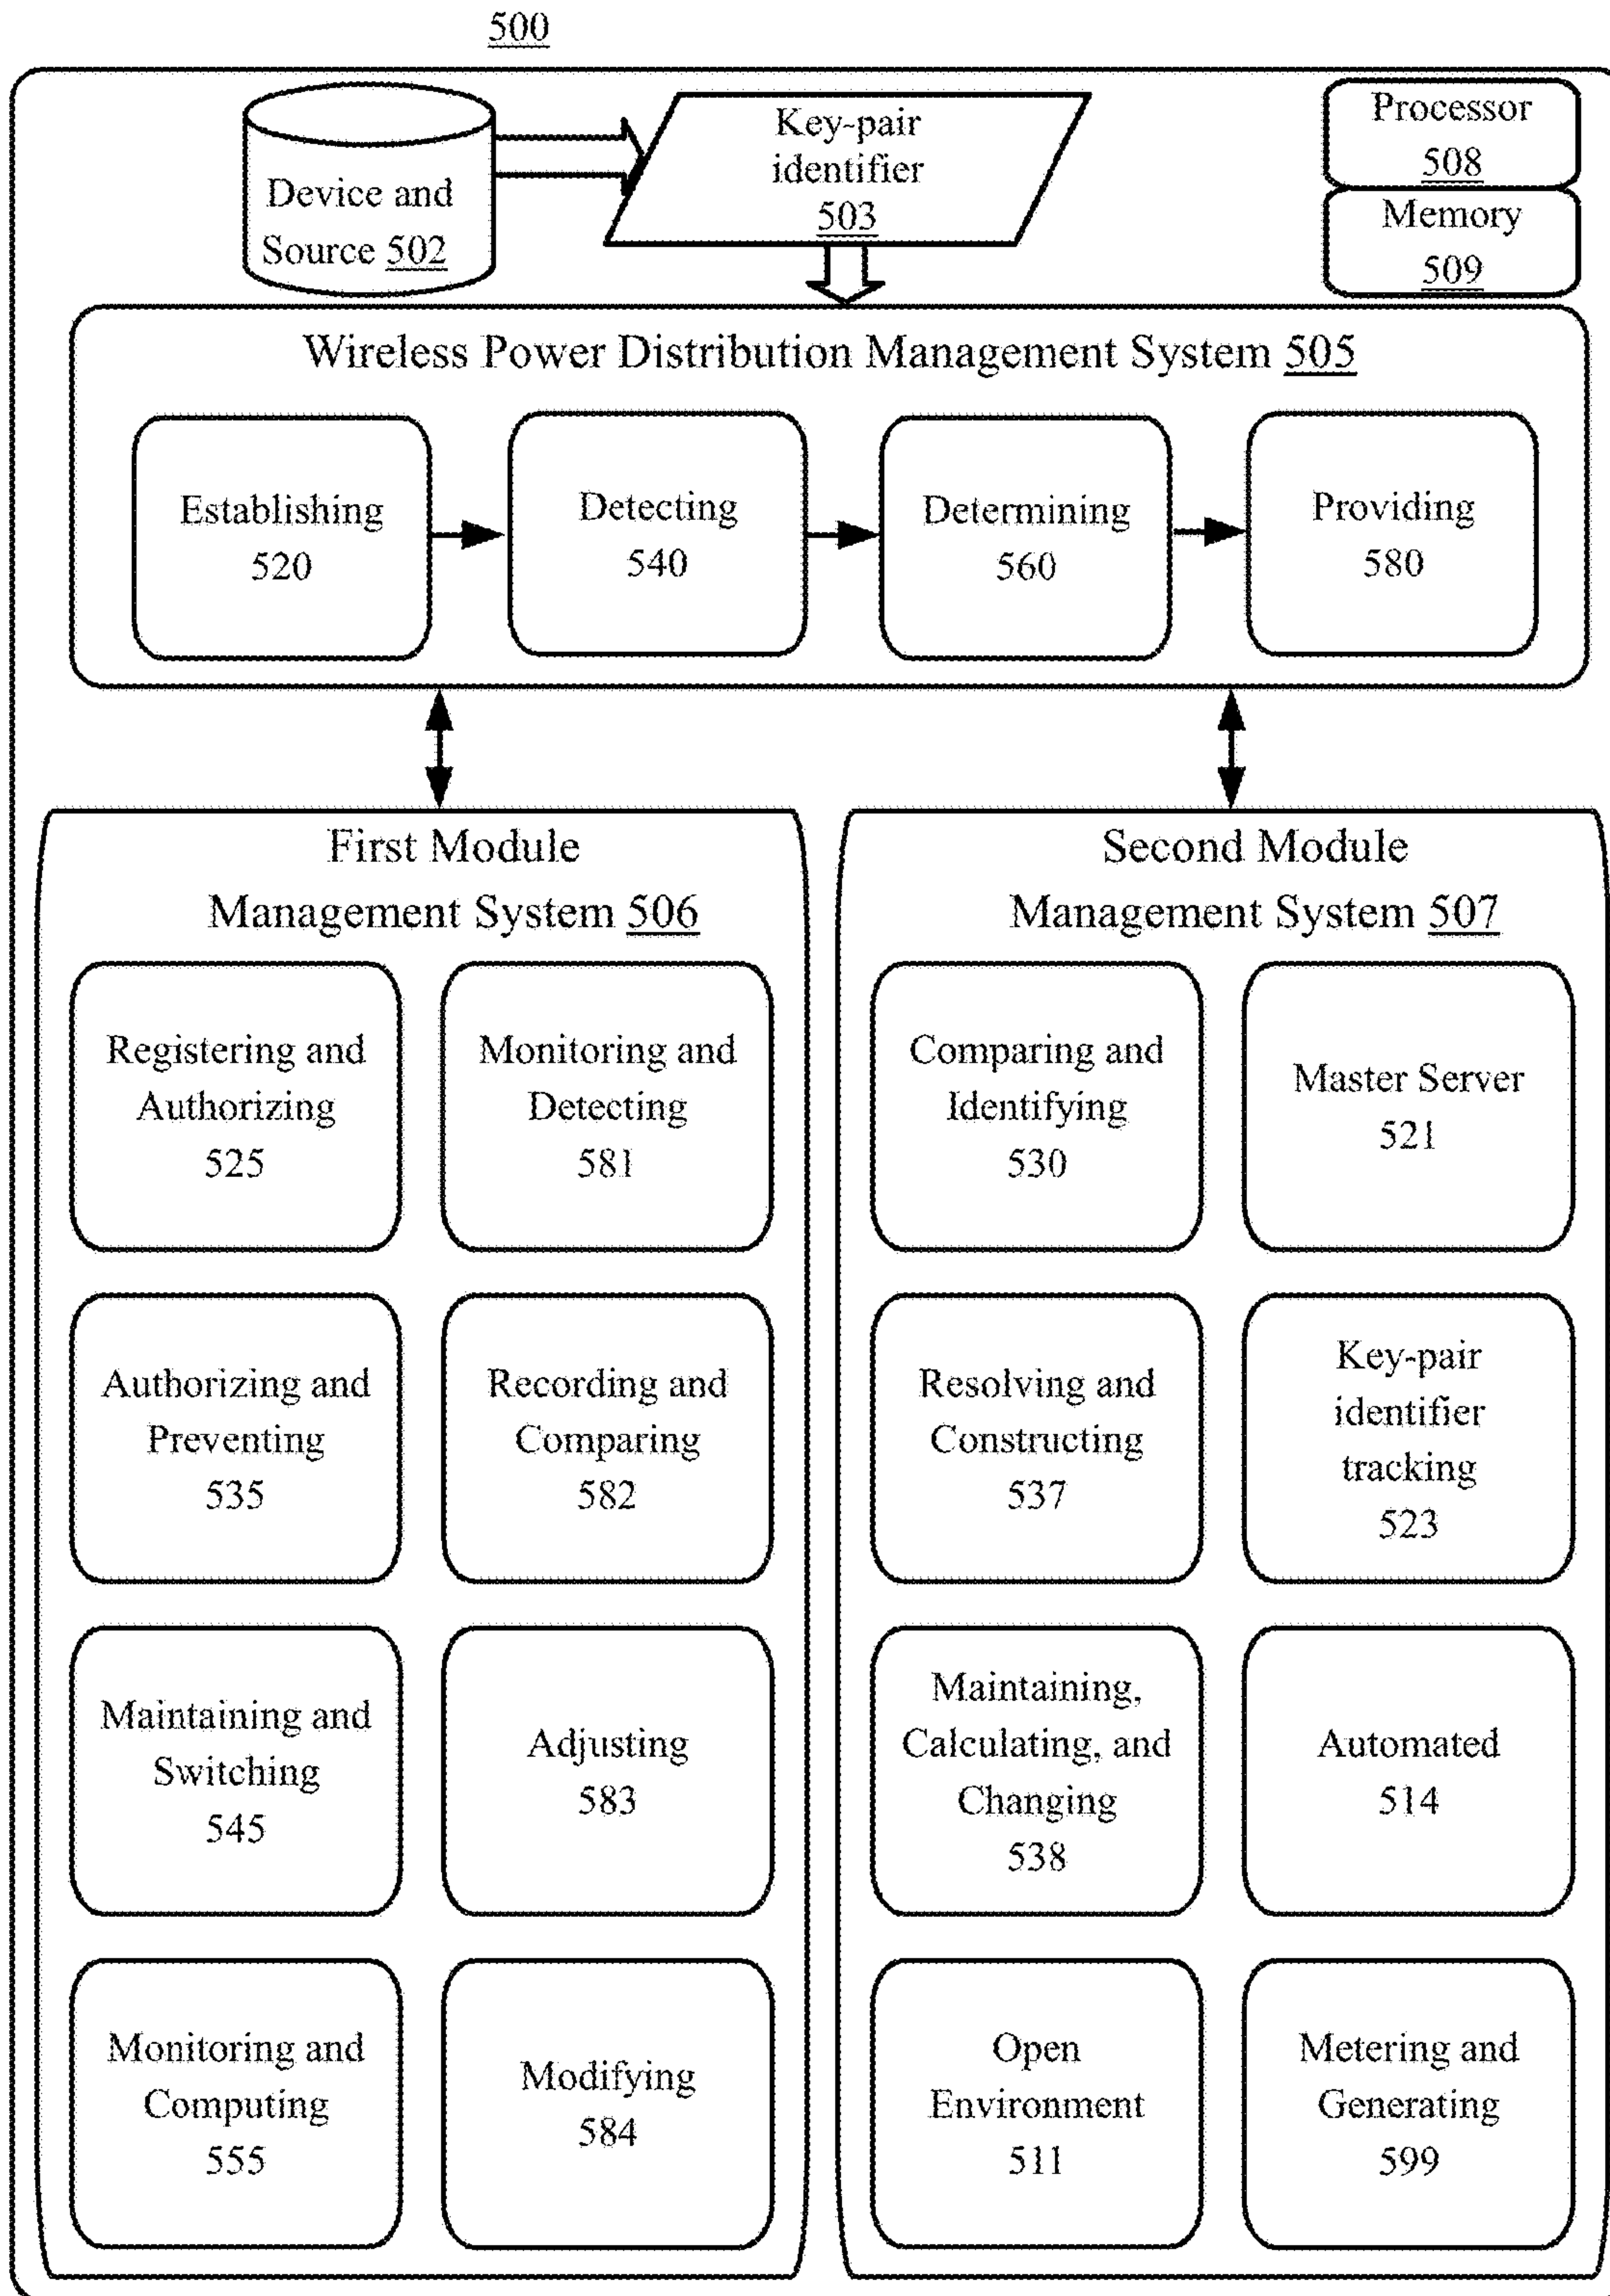 500
Device and
Source 502
Key-pair
identifier
503
Processor
508
Memory
509
Wireless Power Distribution Management System 505
Establishing
520
Detecting
540
Determining
560
Providing
580
First Module
Management System 506
Registering and
Authorizing
525
Monitoring and
Detecting
581
Authorizing and
Preventing
535
Recording and
Comparing
582
Maintaining and
Switching
545
Adjusting
583
Monitoring and
Computing
555
Modifying
584
Second Module
Management System 507
Comparing and
Identifying
530
Master Server
521
Resolving and
Constructing
537
Key-pair
identifier
tracking
523
Maintaining,
Calculating, and
Changing
538
Automated
514
Open
Environment
511
Metering and
Generating
599